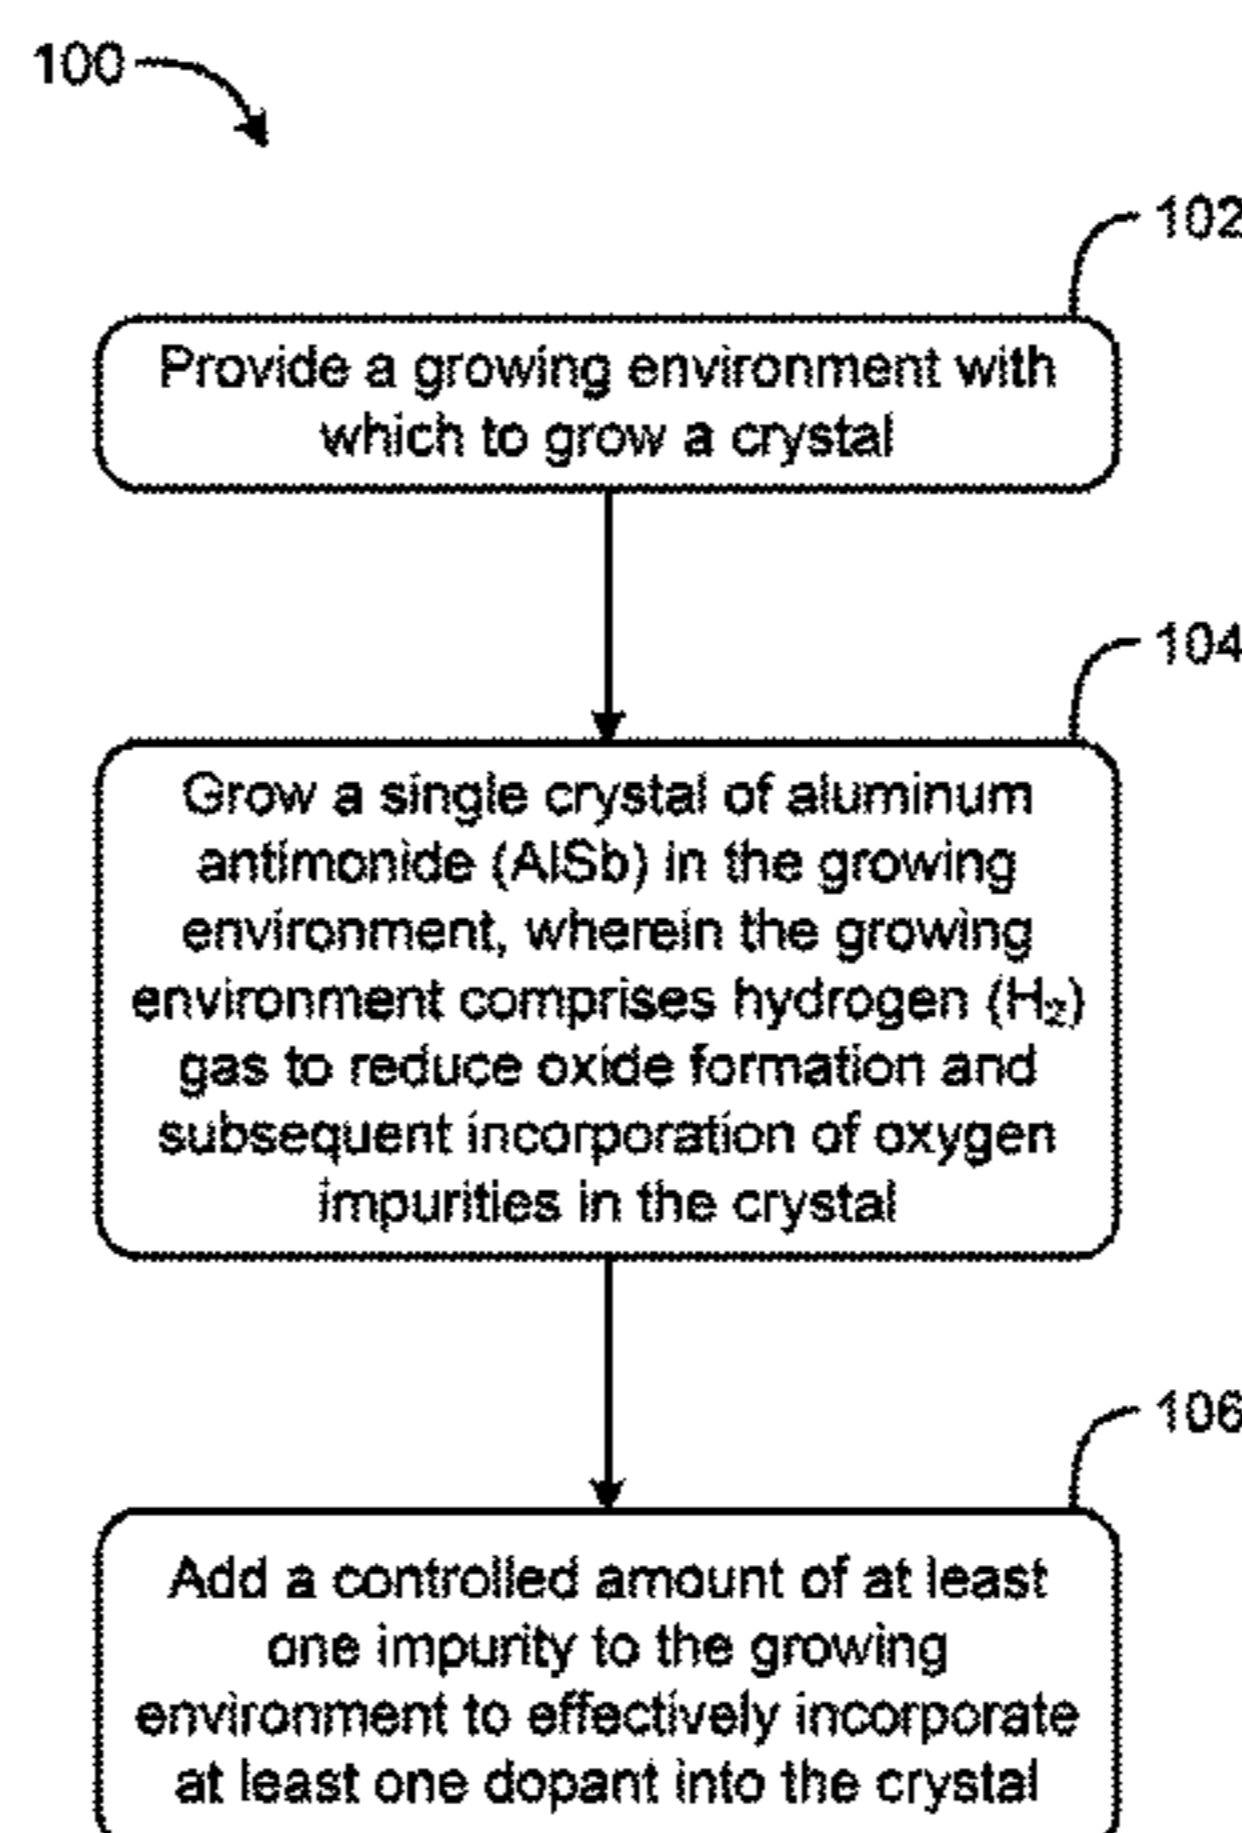 100
102
Provide a growing environment with
which to grow a crystal
104
Grow a single crystal of aluminum
antimonide (AlSb) in the growing
environment, wherein the growing
environment comprises hydrogen (H₂)
gas to reduce oxide formation and
subsequent incorporation of oxygen
impurities in the crystal
106
Add a controlled amount of at least
one impurity to the growing
environment to effectively incorporate
at least one dopant into the crystal